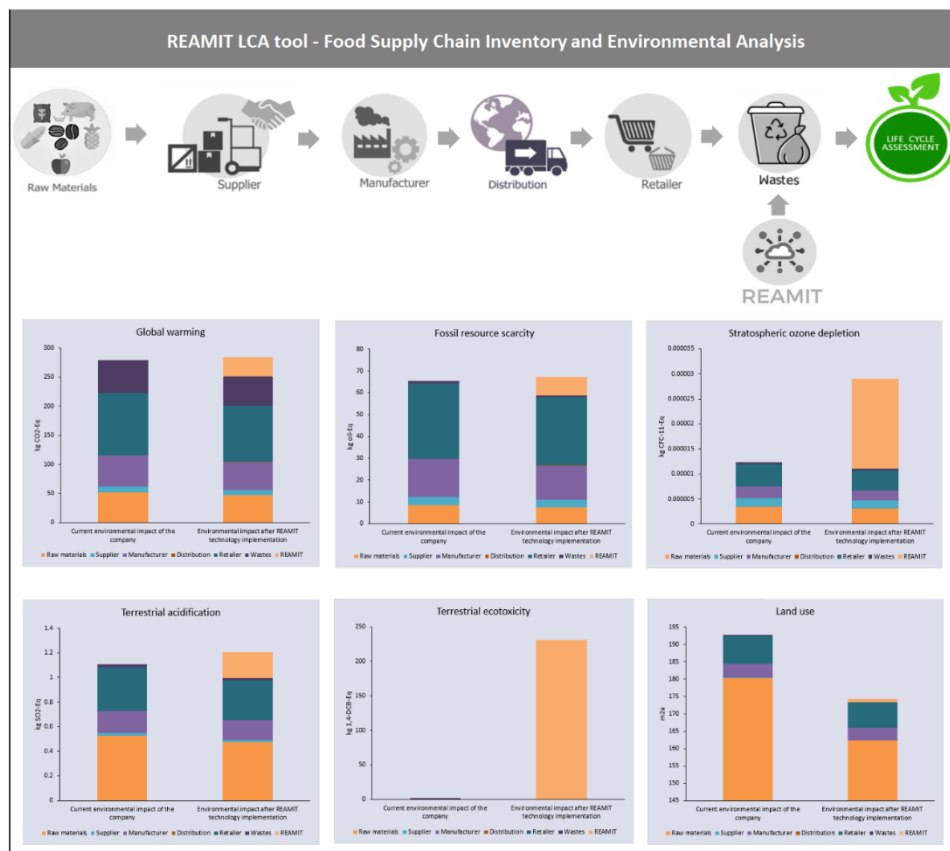 REAMIT LCA tool - Food Supply Chain Inventory and Environmental Analysis
Raw Materials
Supplier
Manufacturer
Distribution
Retailer
Wastes
LIFE CYCLE
ASSESSMENT
REAMIT
Global warming
300
250
200
150
100
50
0
kg CO2-Eq
Current environmental impact of the
company
Environmental impact after REAMIT
technology implementation
Raw materials Supplier Manufacturer Distribution Retailer Wastes REAMIT
Fossil resource scarcity
80
70
60
50
40
30
20
10
0
kg oil-Eq
Current environmental impact of the
company
Environmental impact after REAMIT
technology implementation
Raw materials Supplier Manufacturer Distribution Retailer Wastes REAMIT
Stratospheric ozone depletion
0.000035
0.00003
0.000025
0.00002
0.000015
0.00001
0.000005
0
kg CFC-11-Eq
Current environmental impact of the
company
Environmental impact after REAMIT
technology implementation
Raw materials Supplier Manufacturer Distribution Retailer Wastes REAMIT
Terrestrial acidification
1.4
1.2
1
0.8
0.6
0.4
0.2
0
kg SO2-Eq
Current environmental impact of the
company
Environmental impact after REAMIT
technology implementation
Raw materials Supplier Manufacturer Distribution Retailer Wastes REAMIT
Terrestrial ecotoxicity
250
200
150
100
50
0
kg 1,4-DCB-Eq
Current environmental impact of the
company
Environmental impact after REAMIT
technology implementation
Raw materials Supplier Manufacturer Distribution Retailer Wastes REAMIT
Land use
195
190
185
180
175
170
165
160
155
150
145
m2a
Current environmental impact of the
company
Environmental impact after REAMIT
technology implementation
Raw materials Supplier Manufacturer Distribution Retailer Wastes REAMIT